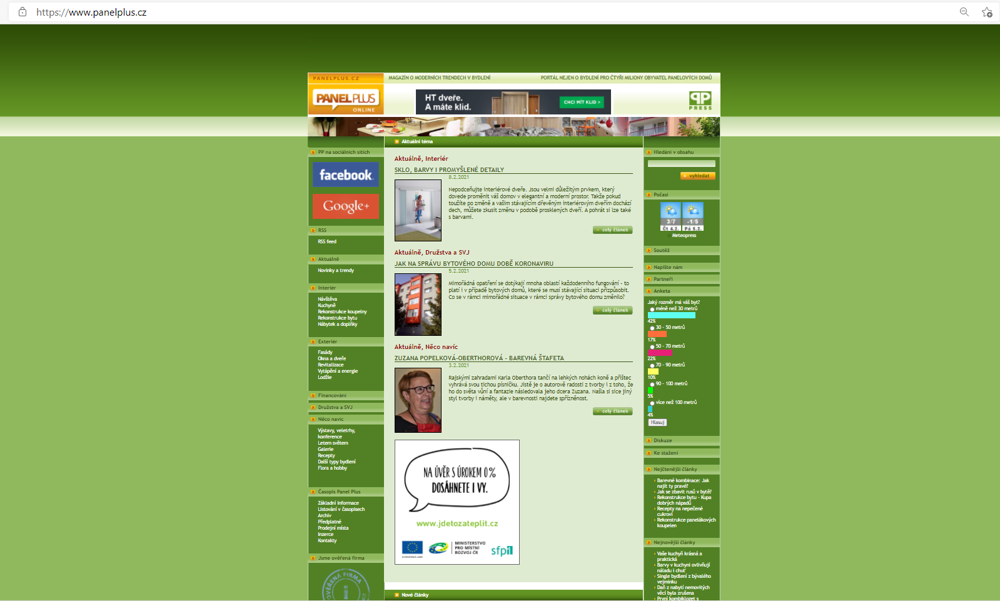 https://www.panelplus.cz
PANELPLUS.CZ
MAGAZÍN O MODERNÍCH TRENDECH V BYDLENÍ
PORTÁL NEJEN O BYDLENÍ PRO ČTYŘI MILIONY OBYVATEL PANELOVÝCH DOMŮ
PANEL PLUS
ONLINE
HT dveře.
A máte klid.
CHCI MÍT KLID >
PP
PRESS
PP na sociálních sítích
facebook.
Google+
RSS
RSS feed
Aktuálně
Novinky a trendy
Interiér
Návštěva
Kuchyně
Rekonstrukce koupelny
Rekonstrukce bytu
Nábytek a doplňky
Exteriér
Fasády
Okna a dveře
Revitalizace
Vytápění a energie
Lodžie
Financování
Družstva a SVJ
Něco navíc
Výstavy, veletrhy,
konference
Letem světem
Galerie
Recepty
Další typy bydlení
Flora a hobby
Časopis Panel Plus
Základní informace
Listování v časopisech
Archiv
Předplatné
Prodejní místa
Inzerce
Kontakty
Jsme ověřená firma
OVĚŘENÁ FIRMA
Aktuální téma
Aktuálně, Interiér
SKLO, BARVY I PROMYŠLENÉ DETAILY
8.2.2021
Nepodceňujte interiérové dveře. Jsou velmi důležitým prvkem, který
dovede proměnit váš domov v elegantní a moderní prostor. Takže pokud
toužíte po změně a vašim stávajícím dřevěným interiérovým dveřím dochází
dech, můžete zkusit změnu v podobě prosklených dveří. A pohrát si lze také
s barvami.
celý článek
Aktuálně, Družstva a SVJ
JAK NA SPRÁVU BYTOVÉHO DOMU DOBĚ KORONAVIRU
5.2.2021
Mimořádná opatření se dotýkají mnoha oblastí každodenního fungování - to
platí i v případě bytových domů, které se musí stávající situaci přizpůsobit.
Co se v rámci mimořádné situace v rámci správy bytového domu změnilo?
celý článek
Aktuálně, Něco navíc
ZUZANA POPELKOVÁ-OBERTHOROVÁ - BAREVNÁ ŠTAFETA
3.2.2021
Rajskými zahradami Karla Oberthora tančí na lehkých nohách koně a pištec
vyhrává svou tichou písničku. Jistě je o autorově radosti z tvorby i z toho, že
ho do světa vůní a fantazie následovala jeho dcera Zuzana. Našla si sice jiný
styl tvorby i náměty, ale v barevnosti najdete spřízněnost.
celý článek
NA ÚVĚR S ÚROKEM 0%
DOSÁHNETE I VY.
www.jdetozateplit.cz
MINISTERSTVO
PRO MÍSTNÍ
ROZVOJ ČR
sfpi
Nové články
Hledání v obsahu
vyhledat
Počasí
3/7
-1/5
Čt 4.2.
Pá 5.2.
Meteopress
Soutěž
Napište nám
Partneři
Anketa
Jaký rozměr má váš byt?
méně než 30 metrů
42%
30 - 50 metrů
17%
50 - 70 metrů
22%
70 - 90 metrů
10%
90 - 100 metrů
5%
více než 100 metrů
4%
Hlasuj
Diskuze
Ke stažení
Nejčtenější články
Barevné kombinace: Jak
najít ty pravé?
Jak se zbavit rusů v bytě?
Rekonstrukce bytu - Kupa
dobrých nápadů
Recepty na nepečené
cukroví
Rekonstrukce panelákových
koupelen
Nejnovější články
Vaše kuchyň krásná a
praktická
Barvy v kuchyni ovlivňují
náladu i chuť
Single bydlení z bývalého
vejmínku
Daň z nabytí nemovitých
věcí byla zrušena
První kombiklozet s